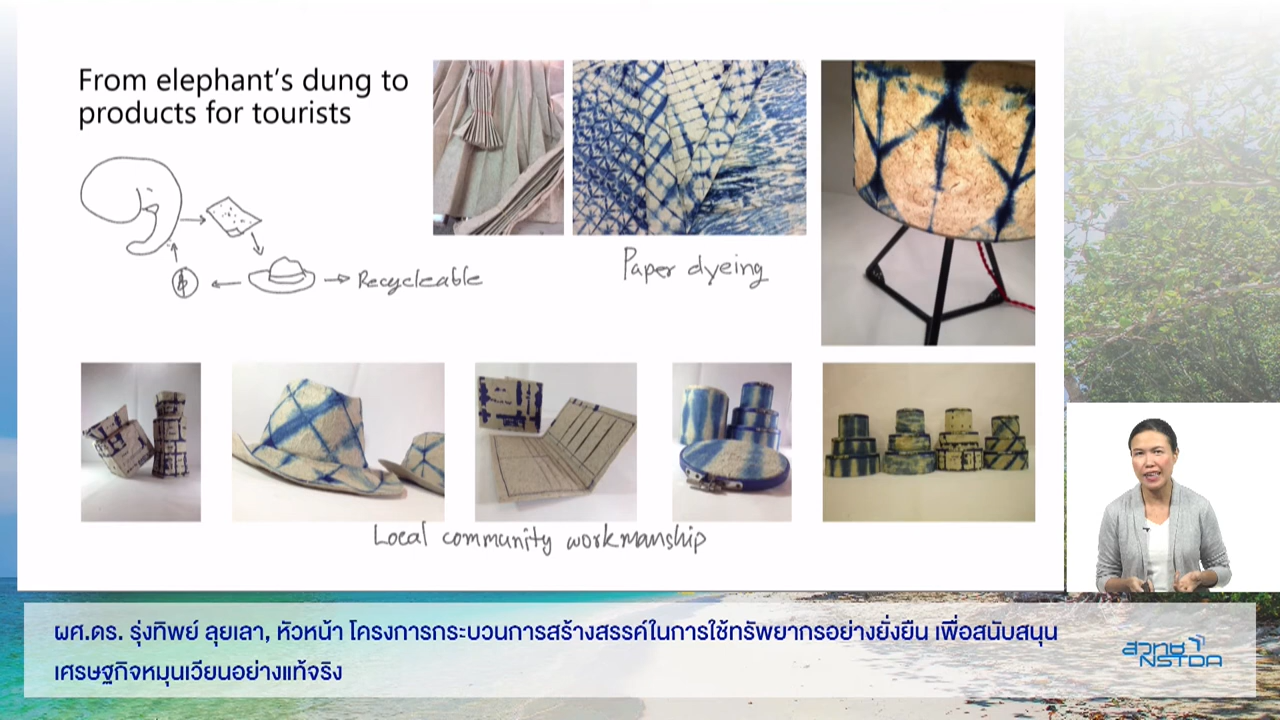 From elephant's dung to
products for tourists
฿
Recycleable
Paper dyeing
Local community workmanship
ผศ.ดร. รุ่งทิพย์ ลุยเลา, หัวหน้า โครงการกระบวนการสร้างสรรค์ในการใช้ทรัพยากรอย่างยั่งยืน เพื่อสนับสนุน
เศรษฐกิจหมุนเวียนอย่างแท้จริง
สวทช
NSTDA